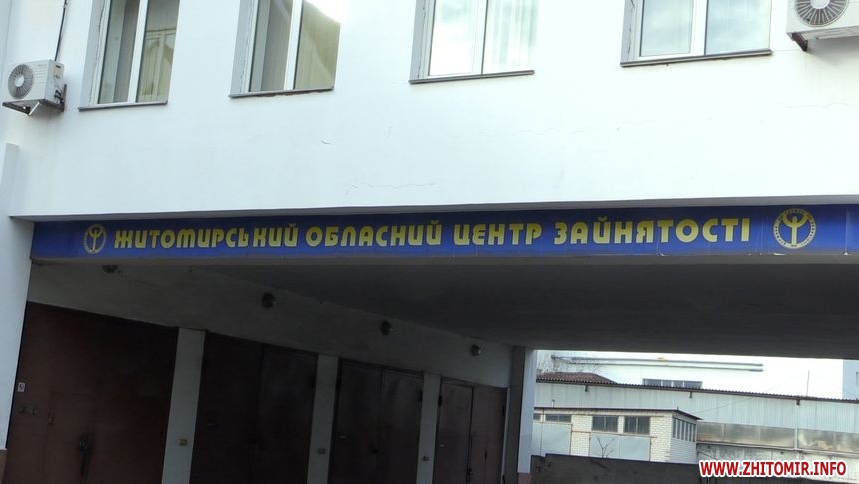 ЖИТОМИРСЬКИЙ ОБЛАСНИЙ ЦЕНТР ЗАЙНЯТОСТІ
WWW.ZHITOMIR.INFO